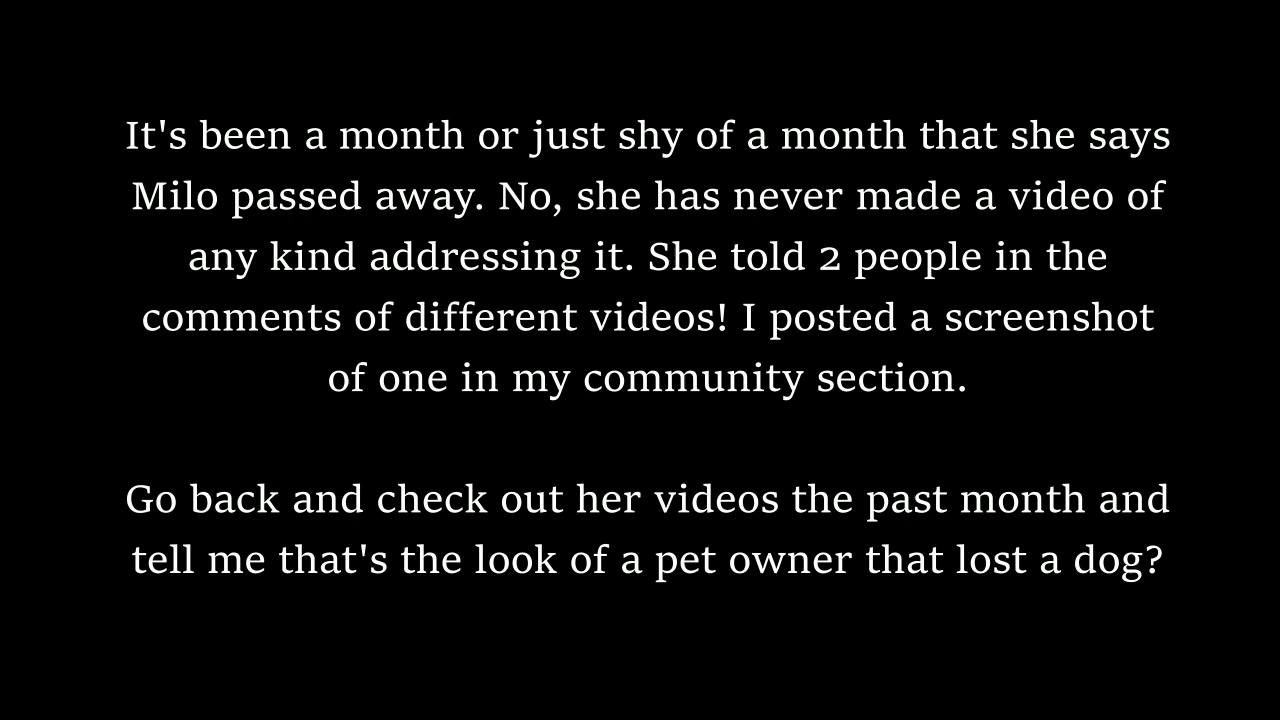 It's been a month or just shy of a month that she says
Milo passed away. No, she has never made a video of
any kind addressing it. She told 2 people in the
comments of different videos! I posted a screenshot
of one in my community section.
Go back and check out her videos the past month and
tell me that's the look of a pet owner that lost a dog?